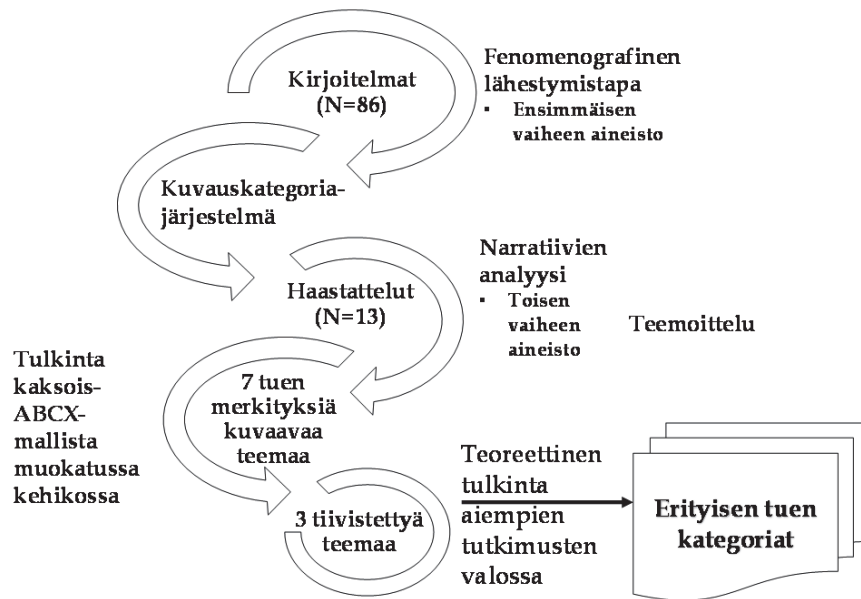 Kirjoitelmat
(N=86)
Fenomenografinen
lähestymistapa
▪ Ensimmäisen
vaiheen aineisto
Kuvauskategoria-
järjestelmä
Haastattelut
(N=13)
Narratiivien
analyysi
▪ Toisen
vaiheen
aineisto
Teemoittelu
Tulkinta
kaksois-
ABCX-
mallista
muokatussa
kehikossa
7 tuen
merkityksiä
kuvaavaa
teemaa
3 tiivistettyä
teemaa
Teoreettinen
tulkinta
aiempien
tutkimusten
valossa
Erityisen tuen
kategoriat